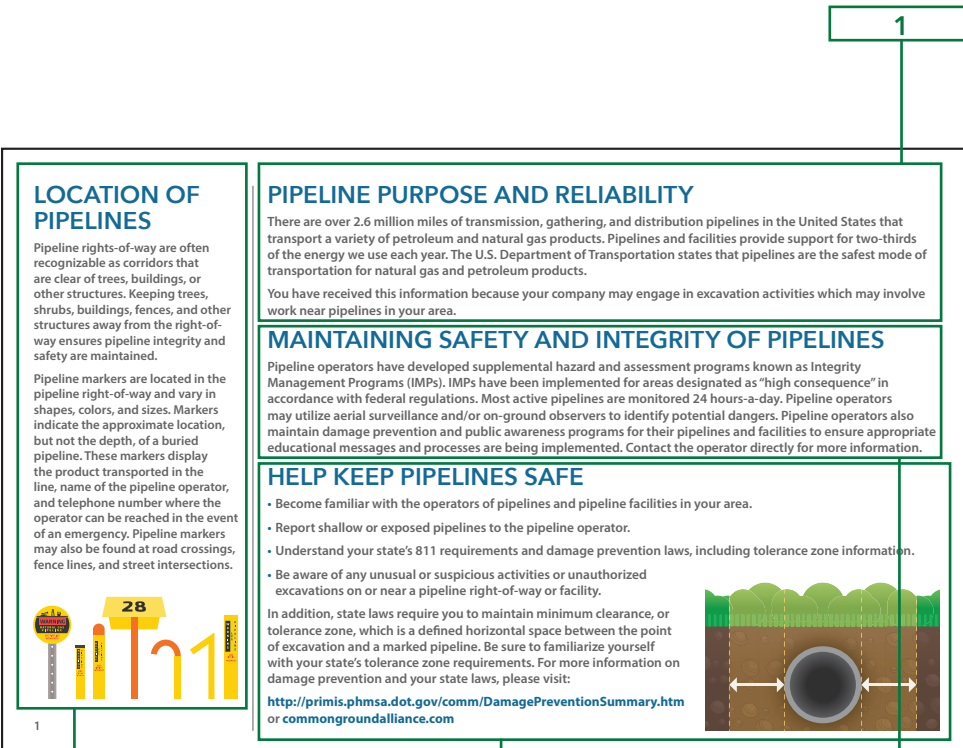 1
LOCATION OF
PIPELINES
Pipeline rights-of-way are often
recognizable as corridors that
are clear of trees, buildings, or
other structures. Keeping trees,
shrubs, buildings, fences, and other
structures away from the right-of-
way ensures pipeline integrity and
safety are maintained.
Pipeline markers are located in the
pipeline right-of-way and vary in
shapes, colors, and sizes. Markers
indicate the approximate location,
but not the depth, of a buried
pipeline. These markers display
the product transported in the
line, name of the pipeline operator,
and telephone number where the
operator can be reached in the event
of an emergency. Pipeline markers
may also be found at road crossings,
fence lines, and street intersections.
WARNING
28
1
PIPELINE PURPOSE AND RELIABILITY
There are over 2.6 million miles of transmission, gathering, and distribution pipelines in the United States that
transport a variety of petroleum and natural gas products. Pipelines and facilities provide support for two-thirds
of the energy we use each year. The U.S. Department of Transportation states that pipelines are the safest mode of
transportation for natural gas and petroleum products.
You have received this information because your company may engage in excavation activities which may involve
work near pipelines in your area.
MAINTAINING SAFETY AND INTEGRITY OF PIPELINES
Pipeline operators have developed supplemental hazard and assessment programs known as Integrity
Management Programs (IMPs). IMPs have been implemented for areas designated as “high consequence” in
accordance with federal regulations. Most active pipelines are monitored 24 hours-a-day. Pipeline operators
may utilize aerial surveillance and/or on-ground observers to identify potential dangers. Pipeline operators also
maintain damage prevention and public awareness programs for their pipelines and facilities to ensure appropriate
educational messages and processes are being implemented. Contact the operator directly for more information.
HELP KEEP PIPELINES SAFE
• Become familiar with the operators of pipelines and pipeline facilities in your area.
• Report shallow or exposed pipelines to the pipeline operator.
• Understand your state’s 811 requirements and damage prevention laws, including tolerance zone information.
• Be aware of any unusual or suspicious activities or unauthorized
excavations on or near a pipeline right-of-way or facility.
In addition, state laws require you to maintain minimum clearance, or
tolerance zone, which is a defined horizontal space between the point
of excavation and a marked pipeline. Be sure to familiarize yourself
with your state’s tolerance zone requirements. For more information on
damage prevention and your state laws, please visit:
http://primis.phmsa.dot.gov/comm/DamagePreventionSummary.htm
or commongroundalliance.com